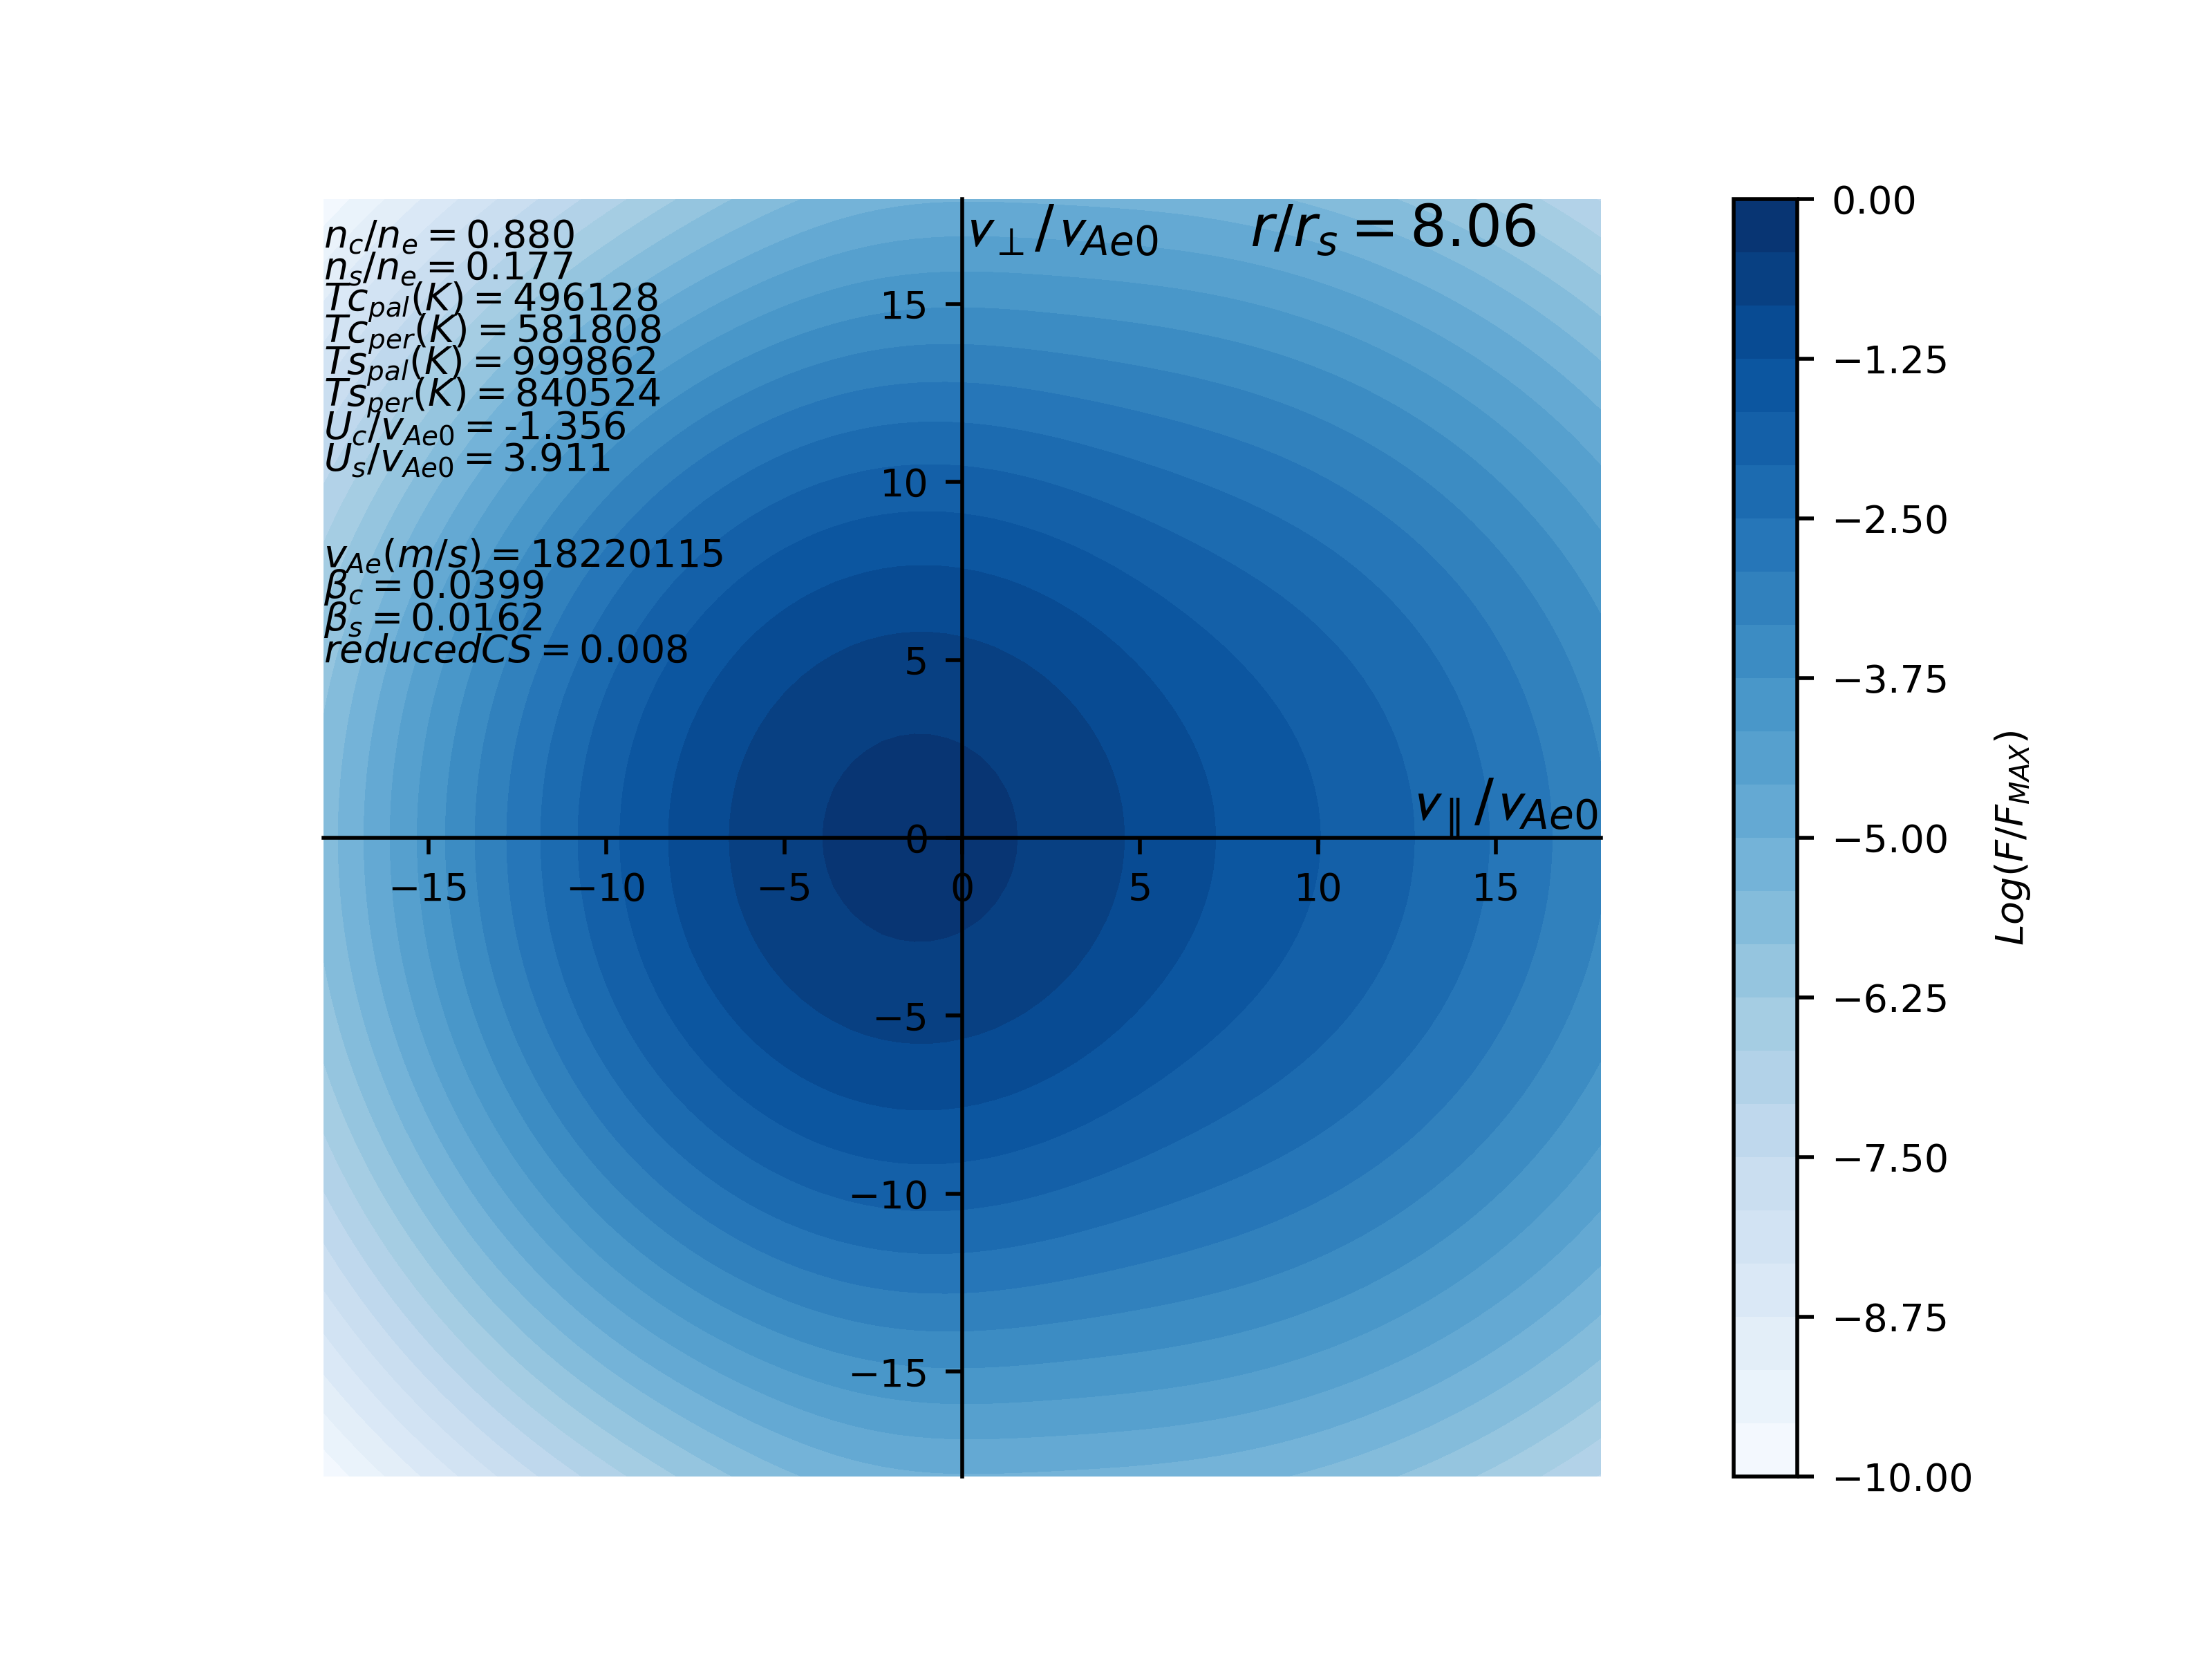 n_c/n_e = 0.880
n_s/n_e = 0.177
Tc_pal(K) = 496128
Tc_per(K) = 581808
Ts_pal(K) = 999862
Ts_per(K) = 840524
U_c/v_Ae0 = -1.356
U_s/v_Ae0 = 3.911
v_Ae(m/s) = 18220115
β_c = 0.0399
β_s = 0.0162
reducedCS = 0.008
v_⊥/v_Ae0
r/r_s = 8.06
15
10
5
0
−5
−10
−15
v_∥/v_Ae0
−15 −10 −5 0 5 10 15
0.00
−1.25
−2.50
−3.75
−5.00
−6.25
−7.50
−8.75
−10.00
Log(F/F_MAX)